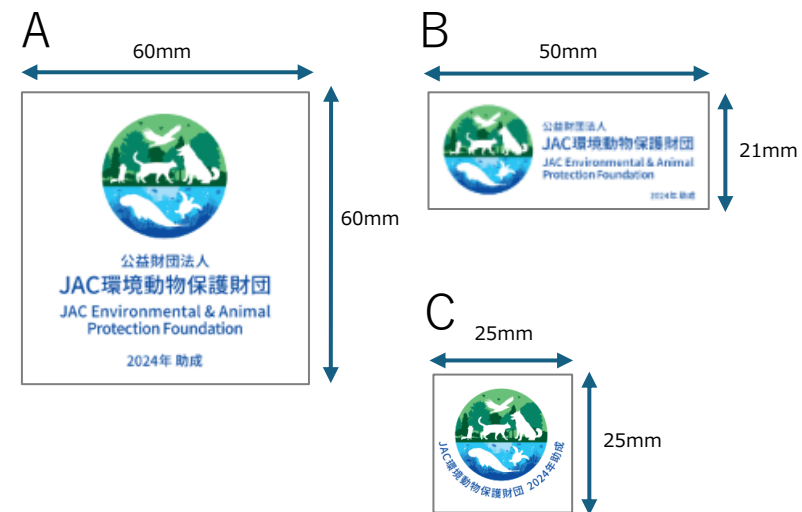 A
60mm
60mm
公益財団法人
JAC環境動物保護財団
JAC Environmental & Animal
Protection Foundation
2024年 助成
B
50mm
21mm
公益財団法人
JAC環境動物保護財団
JAC Environmental & Animal
Protection Foundation
2024年 助成
C
25mm
25mm
JAC環境動物保護財団 2024年助成